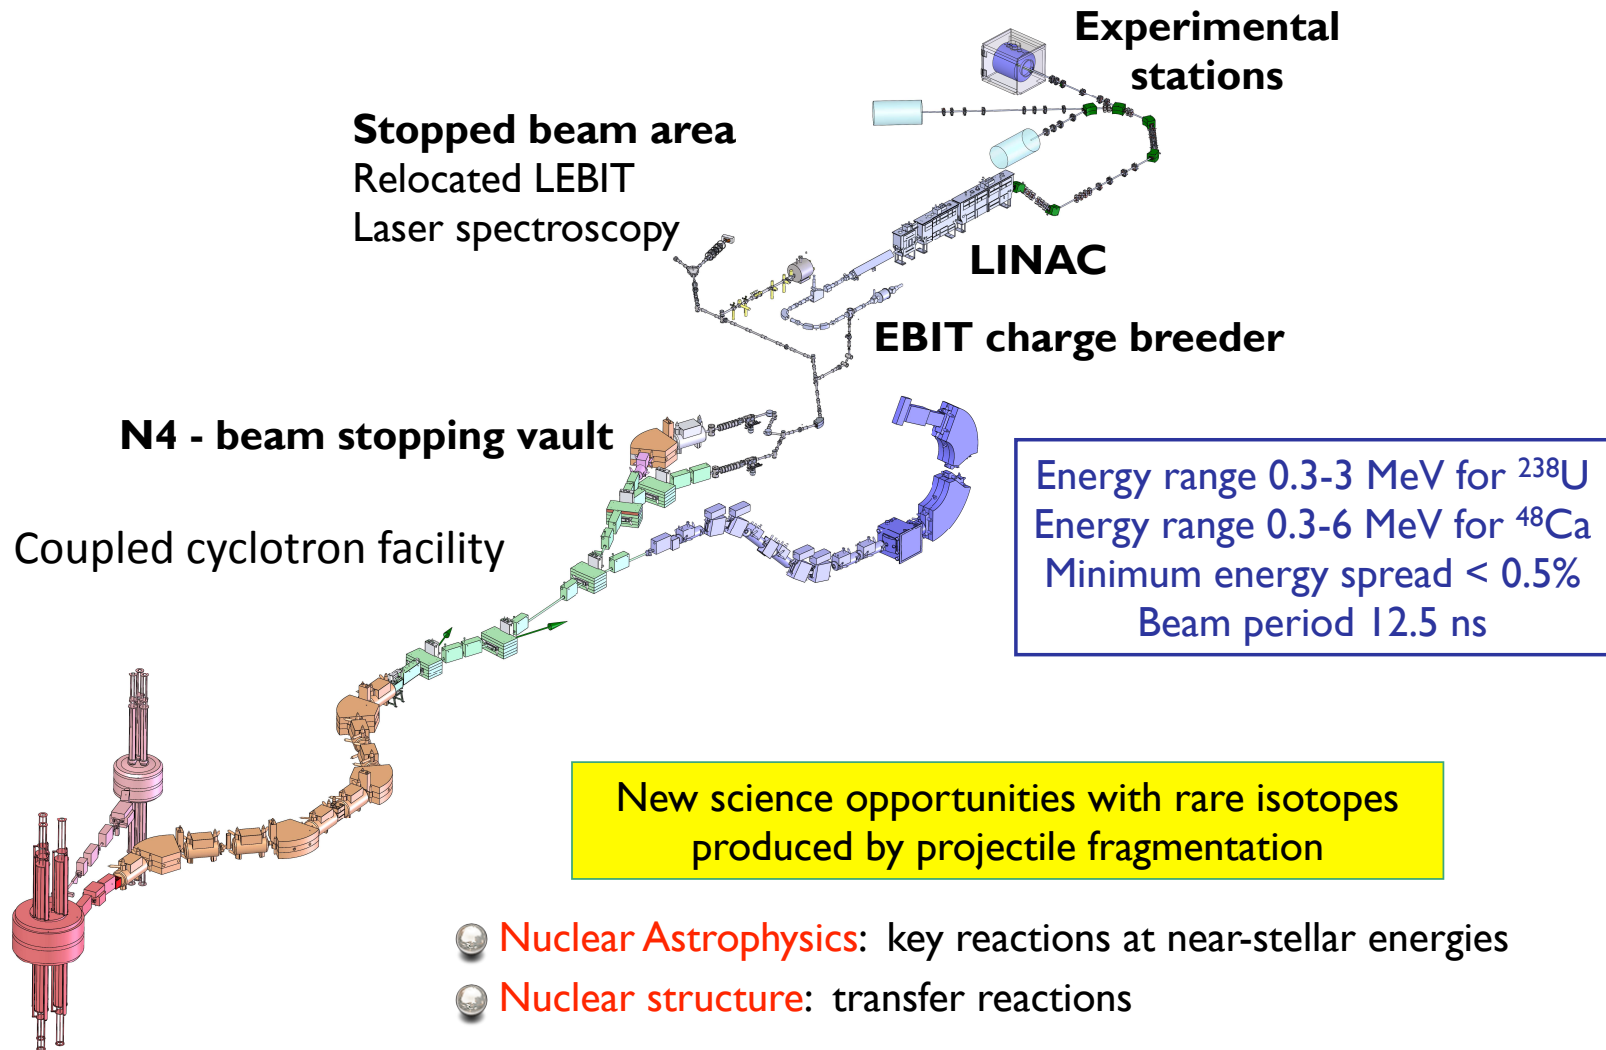 Experimental
stations
Stopped beam area
Relocated LEBIT
Laser spectroscopy
LINAC
EBIT charge breeder
N4 - beam stopping vault
Coupled cyclotron facility
Energy range 0.3-3 MeV for ²³⁸U
Energy range 0.3-6 MeV for ⁴⁸Ca
Minimum energy spread < 0.5%
Beam period 12.5 ns
New science opportunities with rare isotopes
produced by projectile fragmentation
Nuclear Astrophysics: key reactions at near-stellar energies
Nuclear structure: transfer reactions